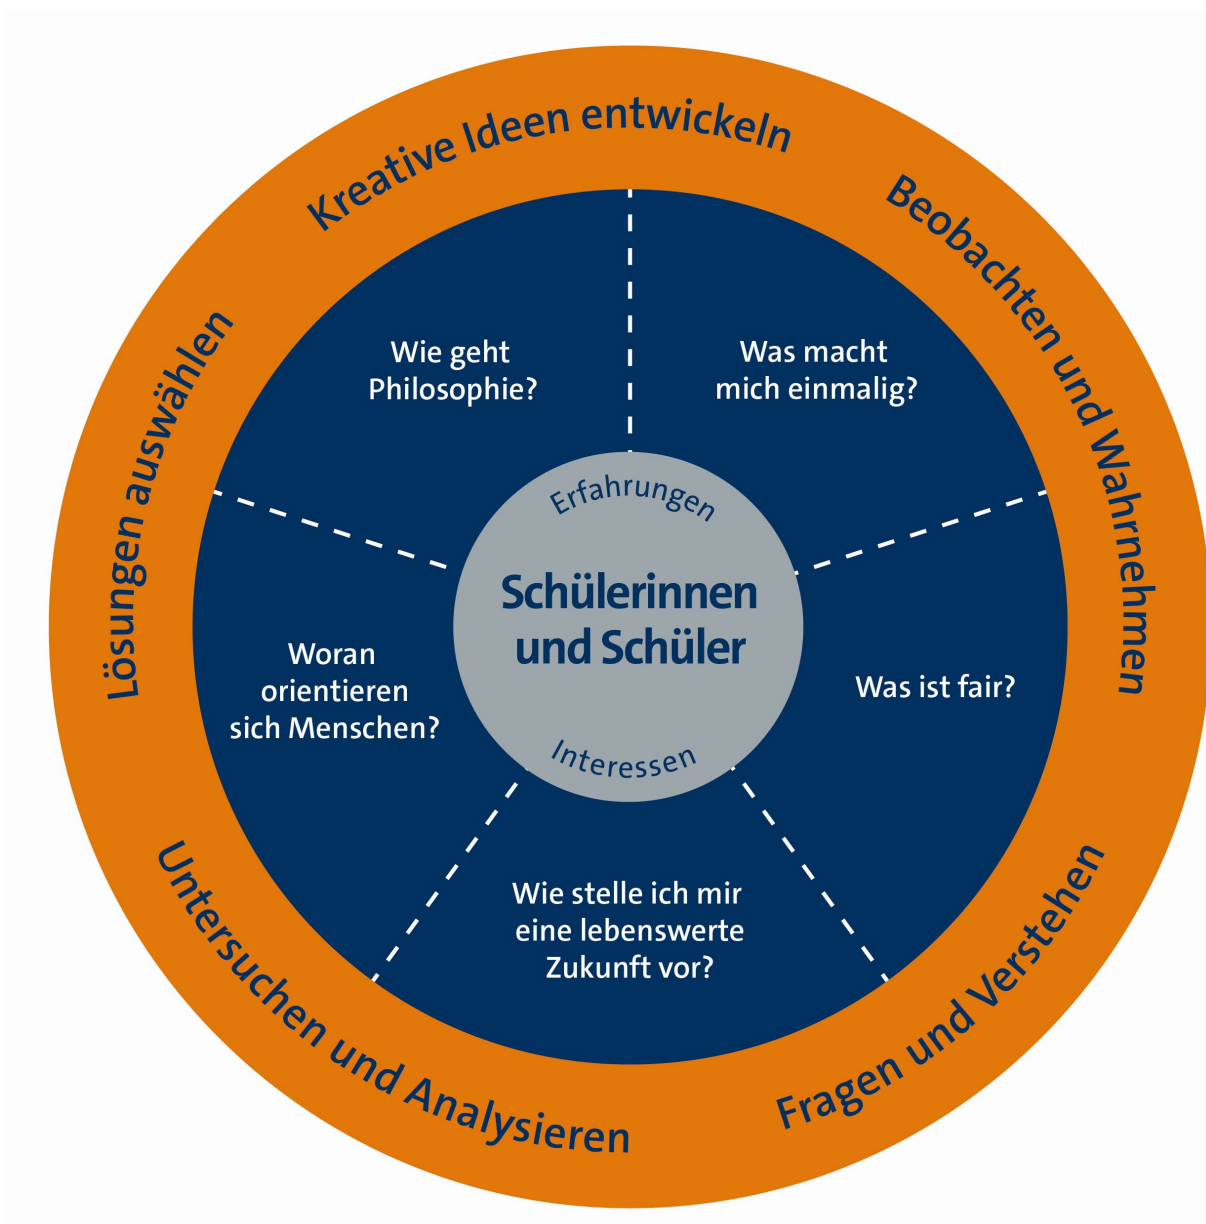 Kreative Ideen entwickeln
Beobachten und Wahrnehmen
Fragen und Verstehen
Untersuchen und Analysieren
Lösungen auswählen
Wie geht
Philosophie?
Was macht
mich einmalig?
Was ist fair?
Wie stelle ich mir
eine lebenswerte
Zukunft vor?
Woran
orientieren
sich Menschen?
Erfahrungen
Schülerinnen
und Schüler
Interessen